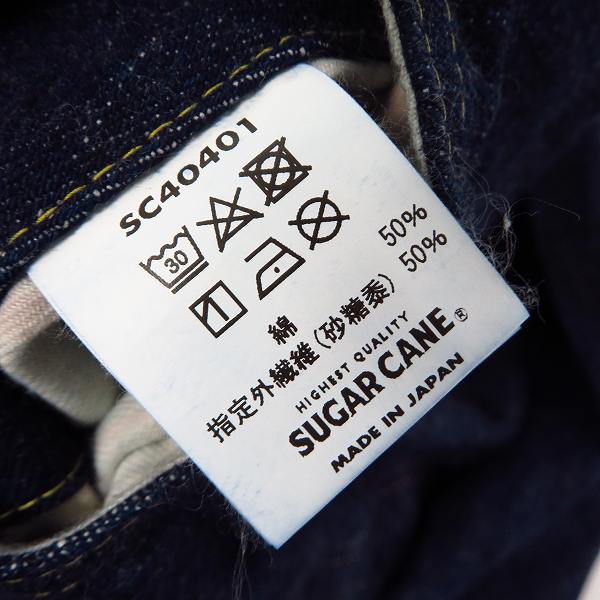 SC40401
30
綿 50%
指定外繊維(砂糖黍) 50%
HIGHEST QUALITY
SUGAR CANE®
MADE IN JAPAN